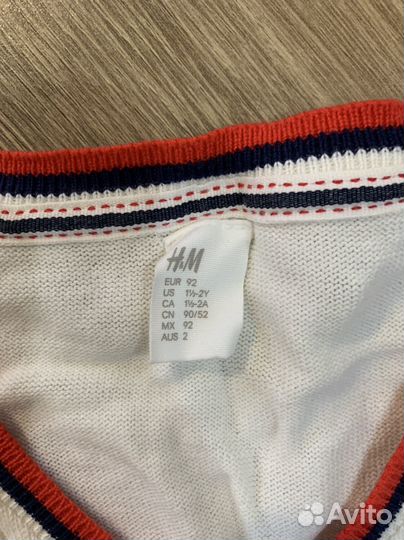 H&M
EUR 92
US 1½-2Y
CA 1½-2A
CN 90/52
MX 92
AUS 2
Avito